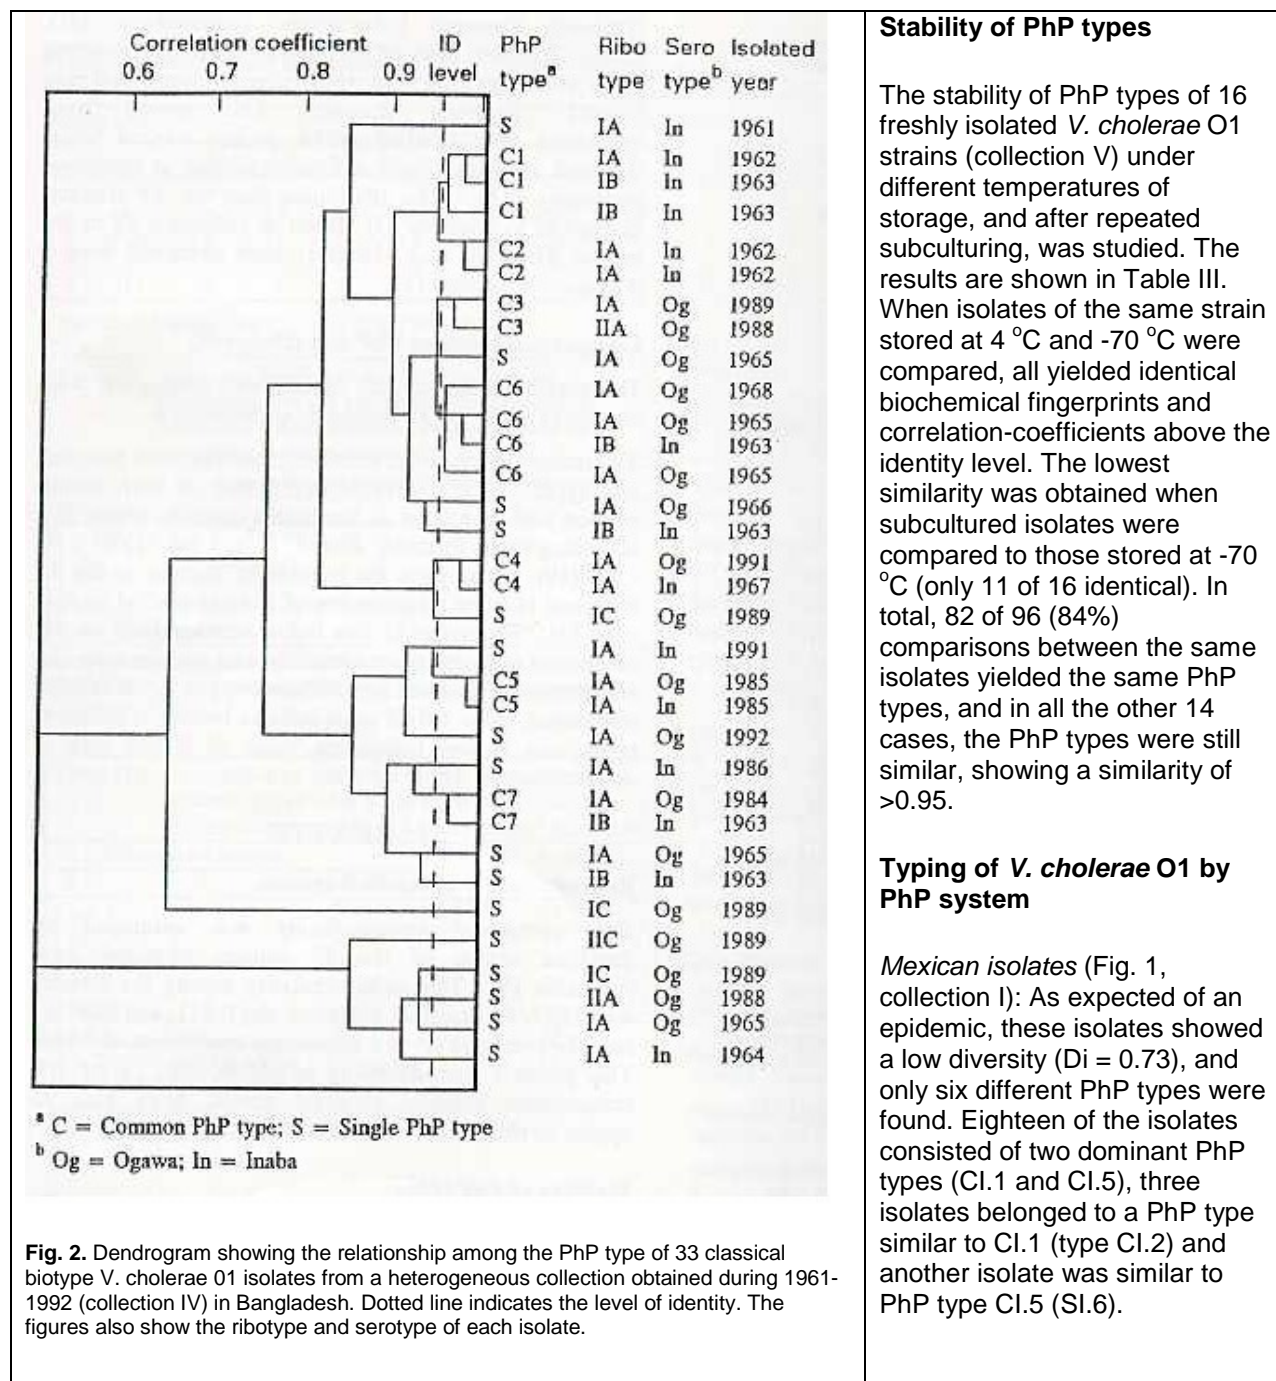 Correlation coefficient ID PhP Ribo Sero Isolated
0.6 0.7 0.8 0.9 level type^a type type^b year
S IA In 1961
C1 IA In 1962
C1 IB In 1963
C1 IB In 1963
C2 IA In 1962
C2 IA In 1962
C3 IA Og 1989
C3 IIA Og 1988
S IA Og 1965
C6 IA Og 1968
C6 IA Og 1965
C6 IB In 1963
C6 IA Og 1965
S IA Og 1966
S IB In 1963
C4 IA Og 1991
C4 IA In 1967
S IC Og 1989
S IA In 1991
C5 IA Og 1985
C5 IA In 1985
S IA Og 1992
S IA In 1986
C7 IA Og 1984
C7 IB In 1963
S IA Og 1965
S IB In 1963
S IC Og 1989
S IIC Og 1989
S IC Og 1989
S IIA Og 1988
S IA Og 1965
S IA In 1964
^a C = Common PhP type; S = Single PhP type
^b Og = Ogawa; In = Inaba
Fig. 2. Dendrogram showing the relationship among the PhP type of 33 classical
biotype V. cholerae 01 isolates from a heterogeneous collection obtained during 1961-
1992 (collection IV) in Bangladesh. Dotted line indicates the level of identity. The
figures also show the ribotype and serotype of each isolate.
Stability of PhP types
The stability of PhP types of 16
freshly isolated V. cholerae O1
strains (collection V) under
different temperatures of
storage, and after repeated
subculturing, was studied. The
results are shown in Table III.
When isolates of the same strain
stored at 4 °C and -70 °C were
compared, all yielded identical
biochemical fingerprints and
correlation-coefficients above the
identity level. The lowest
similarity was obtained when
subcultured isolates were
compared to those stored at -70
°C (only 11 of 16 identical). In
total, 82 of 96 (84%)
comparisons between the same
isolates yielded the same PhP
types, and in all the other 14
cases, the PhP types were still
similar, showing a similarity of
>0.95.
Typing of V. cholerae O1 by
PhP system
Mexican isolates (Fig. 1,
collection I): As expected of an
epidemic, these isolates showed
a low diversity (Di = 0.73), and
only six different PhP types were
found. Eighteen of the isolates
consisted of two dominant PhP
types (CI.1 and CI.5), three
isolates belonged to a PhP type
similar to CI.1 (type CI.2) and
another isolate was similar to
PhP type CI.5 (SI.6).